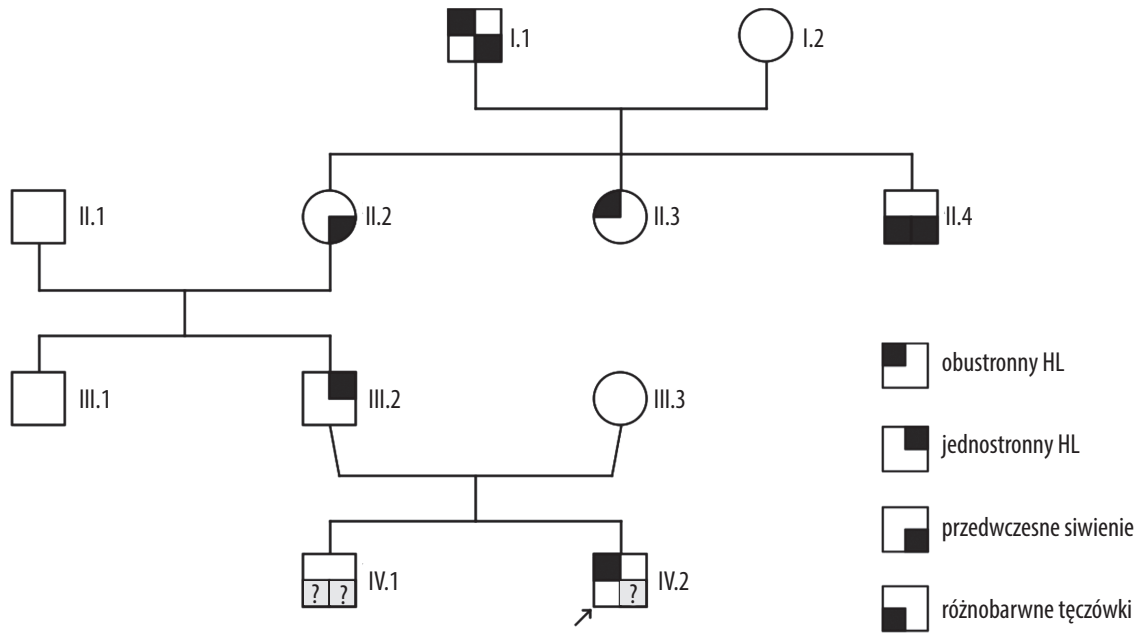 I.1
I.2
II.1
II.2
II.3
II.4
III.1
III.2
III.3
IV.1
? ?
IV.2
?
obustronny HL
jednostronny HL
przedwczesne siwienie
różnobarwne tęczówki